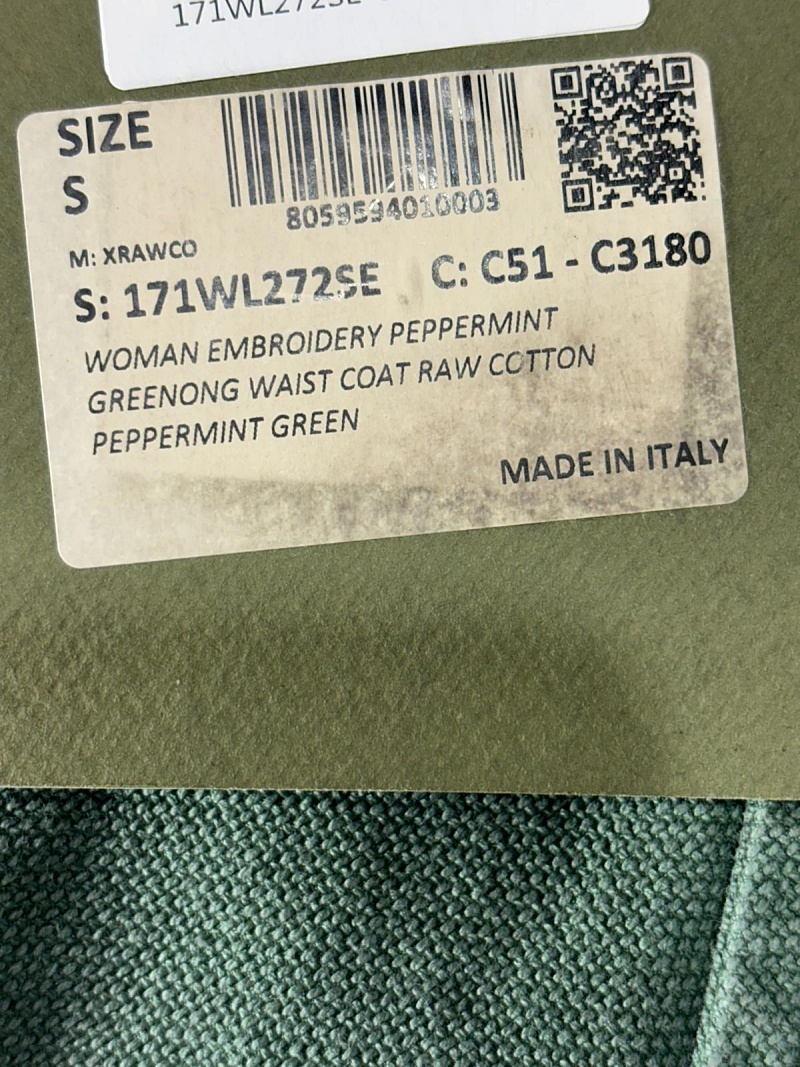 171WL272SE
SIZE
S
8059594010003
M: XRAWCO
S: 171WL272SE C: C51 - C3180
WOMAN EMBROIDERY PEPPERMINT
GREENONG WAIST COAT RAW COTTON
PEPPERMINT GREEN
MADE IN ITALY